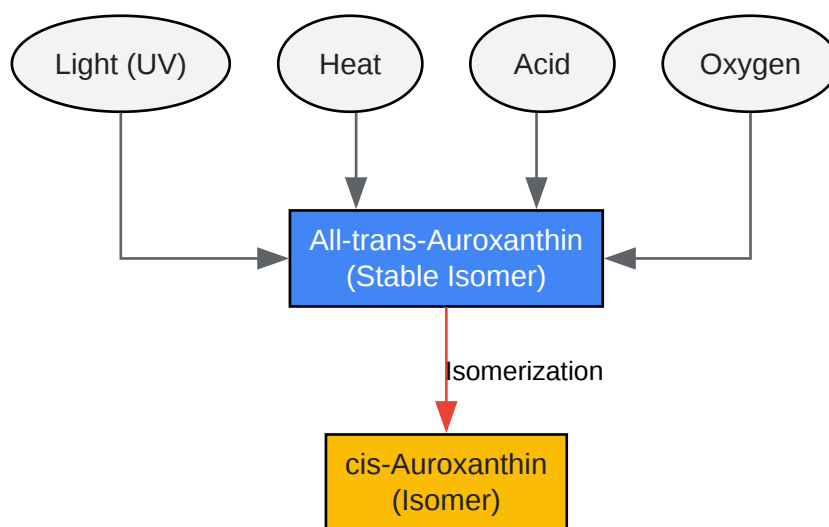 Light (UV)
Heat
Acid
Oxygen
All-trans-Auroxanthin
(Stable Isomer)
Isomerization
cis-Auroxanthin
(Isomer)